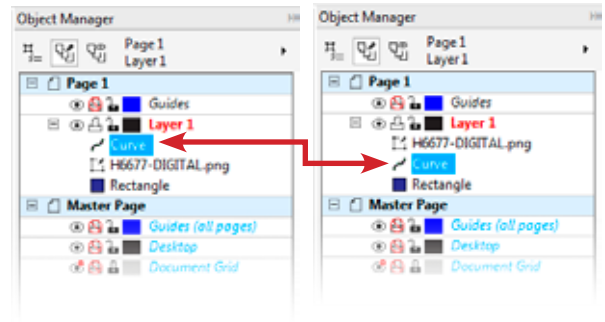 Object Manager
Page 1
Layer 1
Page 1
Guides
Layer 1
Curve
H6677-DIGITAL.png
Rectangle
Master Page
Guides (all pages)
Desktop
Document Grid
Object Manager
Page 1
Layer 1
Page 1
Guides
Layer 1
H6677-DIGITAL.png
Curve
Rectangle
Master Page
Guides (all pages)
Desktop
Document Grid